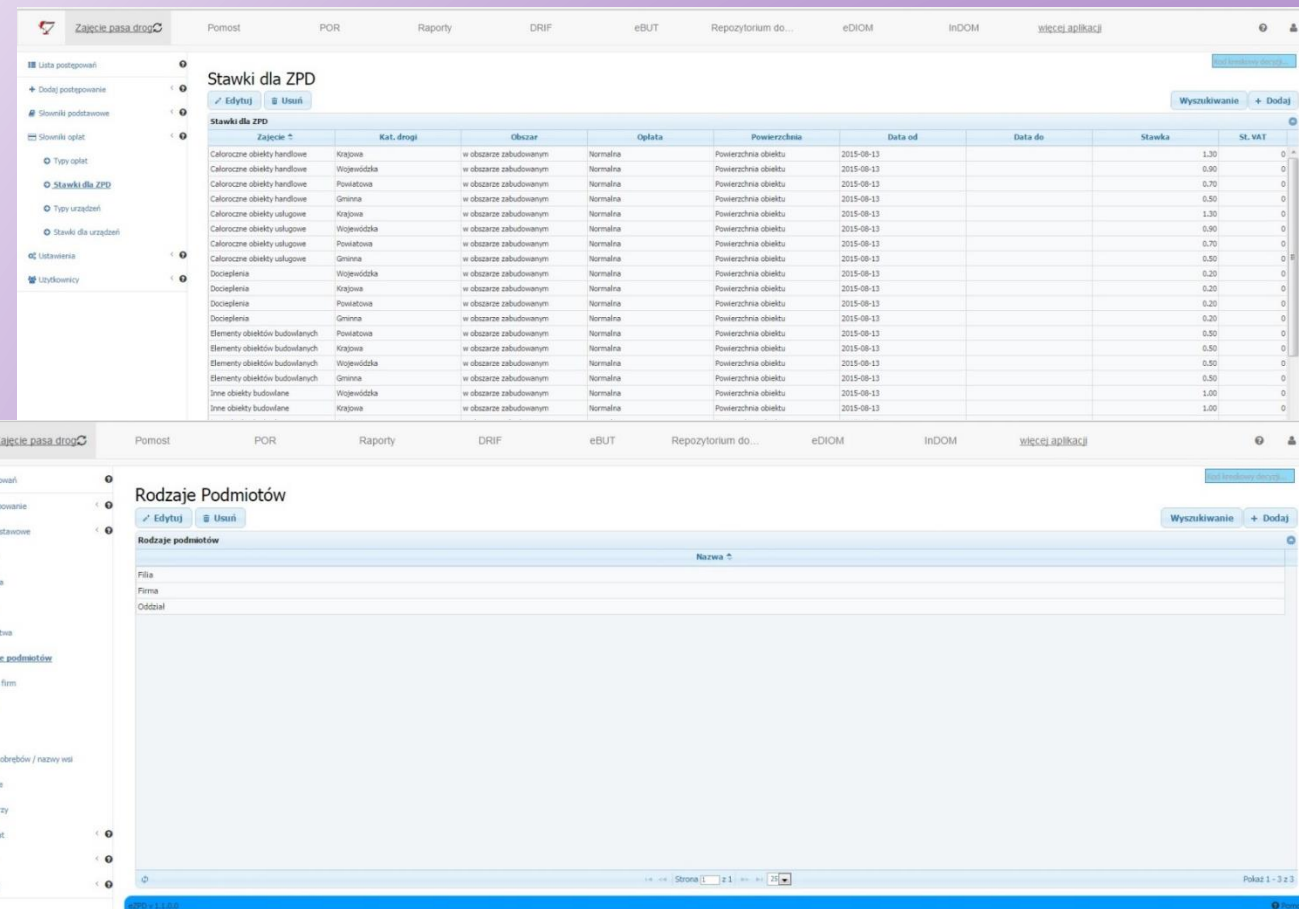 Zajęcie pasa drog Pomost POR Raporty DRIF eBUT Repozytorium do... eDIOM InDOM więcej aplikacji
Lista postępowań
Dodaj postępowanie
Słowniki podstawowe
Słowniki opłat
Typy opłat
Stawki dla ZPD
Typy urządzeń
Stawki dla urządzeń
Ustawienia
Użytkownicy
Kod kreskowy decyzji...
Stawki dla ZPD
Edytuj Usuń Wyszukiwanie + Dodaj
Stawki dla ZPD
Zajęcie Kat. drogi Obszar Opłata Powierzchnia Data od Data do Stawka St. VAT
Całoroczne obiekty handlowe Krajowa w obszarze zabudowanym Normalna Powierzchnia obiektu 2015-08-13 1.30 0
Całoroczne obiekty handlowe Wojewódzka w obszarze zabudowanym Normalna Powierzchnia obiektu 2015-08-13 0.90 0
Całoroczne obiekty handlowe Powiatowa w obszarze zabudowanym Normalna Powierzchnia obiektu 2015-08-13 0.70 0
Całoroczne obiekty handlowe Gminna w obszarze zabudowanym Normalna Powierzchnia obiektu 2015-08-13 0.50 0
Całoroczne obiekty usługowe Krajowa w obszarze zabudowanym Normalna Powierzchnia obiektu 2015-08-13 1.30 0
Całoroczne obiekty usługowe Wojewódzka w obszarze zabudowanym Normalna Powierzchnia obiektu 2015-08-13 0.90 0
Całoroczne obiekty usługowe Powiatowa w obszarze zabudowanym Normalna Powierzchnia obiektu 2015-08-13 0.70 0
Całoroczne obiekty usługowe Gminna w obszarze zabudowanym Normalna Powierzchnia obiektu 2015-08-13 0.50 0
Docieplenia Wojewódzka w obszarze zabudowanym Normalna Powierzchnia obiektu 2015-08-13 0.20 0
Docieplenia Krajowa w obszarze zabudowanym Normalna Powierzchnia obiektu 2015-08-13 0.20 0
Docieplenia Powiatowa w obszarze zabudowanym Normalna Powierzchnia obiektu 2015-08-13 0.20 0
Docieplenia Gminna w obszarze zabudowanym Normalna Powierzchnia obiektu 2015-08-13 0.20 0
Elementy obiektów budowlanych Powiatowa w obszarze zabudowanym Normalna Powierzchnia obiektu 2015-08-13 0.50 0
Elementy obiektów budowlanych Krajowa w obszarze zabudowanym Normalna Powierzchnia obiektu 2015-08-13 0.50 0
Elementy obiektów budowlanych Wojewódzka w obszarze zabudowanym Normalna Powierzchnia obiektu 2015-08-13 0.50 0
Elementy obiektów budowlanych Gminna w obszarze zabudowanym Normalna Powierzchnia obiektu 2015-08-13 0.50 0
Inne obiekty budowlane Wojewódzka w obszarze zabudowanym Normalna Powierzchnia obiektu 2015-08-13 1.00 0
Inne obiekty budowlane Krajowa w obszarze zabudowanym Normalna Powierzchnia obiektu 2015-08-13 1.00 0
ajęcie pasa drog Pomost POR Raporty DRIF eBUT Repozytorium do... eDIOM InDOM więcej aplikacji
owań
owanie
stawowe
a
twa
e podmiotów
firm
obrębów / nazwy wsi
a
zy
at
Kod kreskowy decyzji...
Rodzaje Podmiotów
Edytuj Usuń Wyszukiwanie + Dodaj
Rodzaje podmiotów
Nazwa
Filia
Firma
Oddział
Strona 1 z 1 25 Pokaż 1 - 3 z 3
eZPD v 1.1.0.0 Pomo